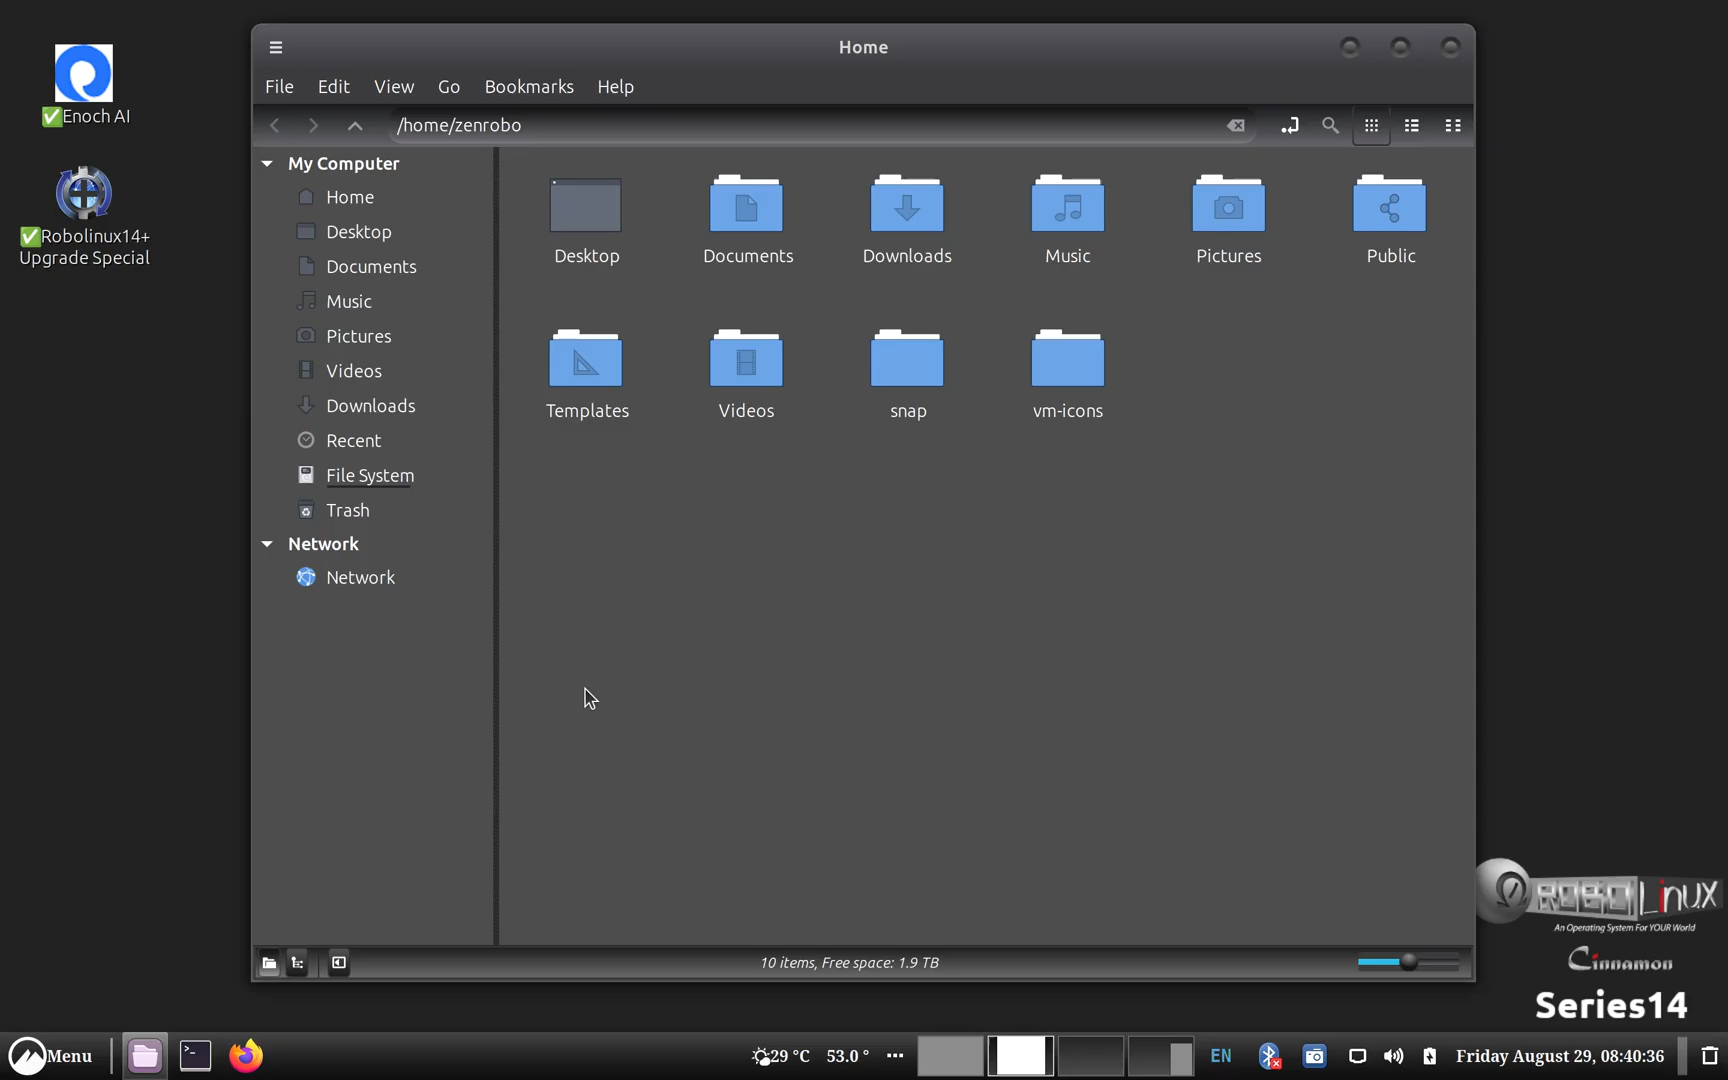 Home
File Edit View Go Bookmarks Help
/home/zenrobo
✅Enoch AI
✅Robolinux14+
Upgrade Special
My Computer
Home
Desktop
Documents
Music
Pictures
Videos
Downloads
Recent
File System
Trash
Network
Network
Desktop Documents Downloads Music Pictures Public
Templates Videos snap vm-icons
10 items, Free space: 1.9 TB
ROBOLinux
An Operating System For YOUR World
Cinnamon
Series14
Menu 29 °C 53.0 ° EN Friday August 29, 08:40:36